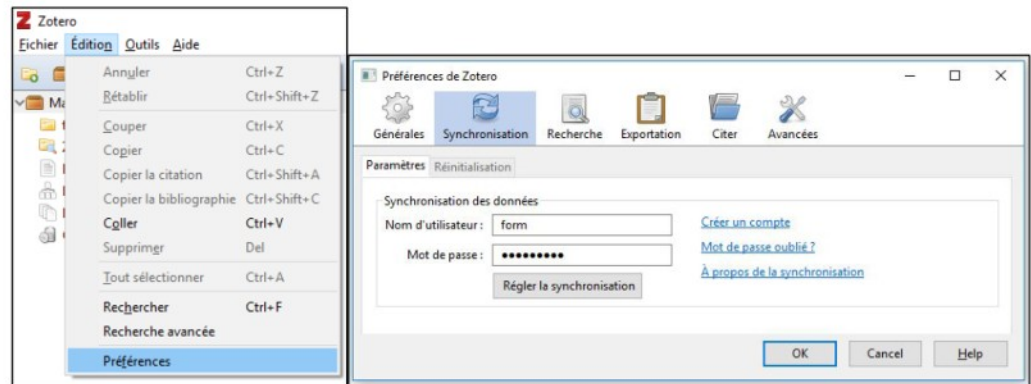 Zotero
Fichier Édition Outils Aide
Annuler Ctrl+Z
Rétablir Ctrl+Shift+Z
Ma
Couper Ctrl+X
Copier Ctrl+C
Copier la citation Ctrl+Shift+A
Copier la bibliographie Ctrl+Shift+C
Coller Ctrl+V
Supprimer Del
Tout sélectionner Ctrl+A
Rechercher Ctrl+F
Recherche avancée
Préférences
Préférences de Zotero
Générales Synchronisation Recherche Exportation Citer Avancées
Paramètres Réinitialisation
Synchronisation des données
Nom d'utilisateur : form Créer un compte
Mot de passe : ●●●●●●●●● Mot de passe oublié ?
À propos de la synchronisation
Régler la synchronisation
OK Cancel Help